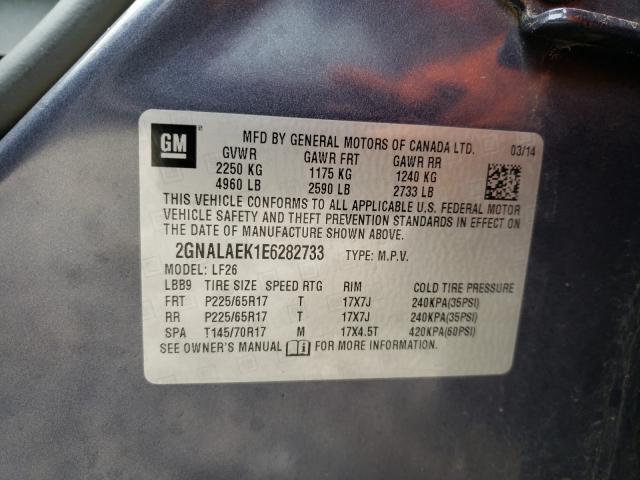 GM
MFD BY GENERAL MOTORS OF CANADA LTD. 03/14
GVWR GAWR FRT GAWR RR
2250 KG 1175 KG 1240 KG
4960 LB 2590 LB 2733 LB
THIS VEHICLE CONFORMS TO ALL APPLICABLE U.S. FEDERAL MOTOR
VEHICLE SAFETY AND THEFT PREVENTION STANDARDS IN EFFECT ON
THE DATE OF MANUFACTURE SHOWN ABOVE.
2GNALAEK1E6282733 TYPE: M.P.V.
MODEL: LF26
LBB9 TIRE SIZE SPEED RTG RIM COLD TIRE PRESSURE
FRT P225/65R17 T 17X7J 240KPA(35PSI)
RR P225/65R17 T 17X7J 240KPA(35PSI)
SPA T145/70R17 M 17X4.5T 420KPA(60PSI)
SEE OWNER'S MANUAL FOR MORE INFORMATION.